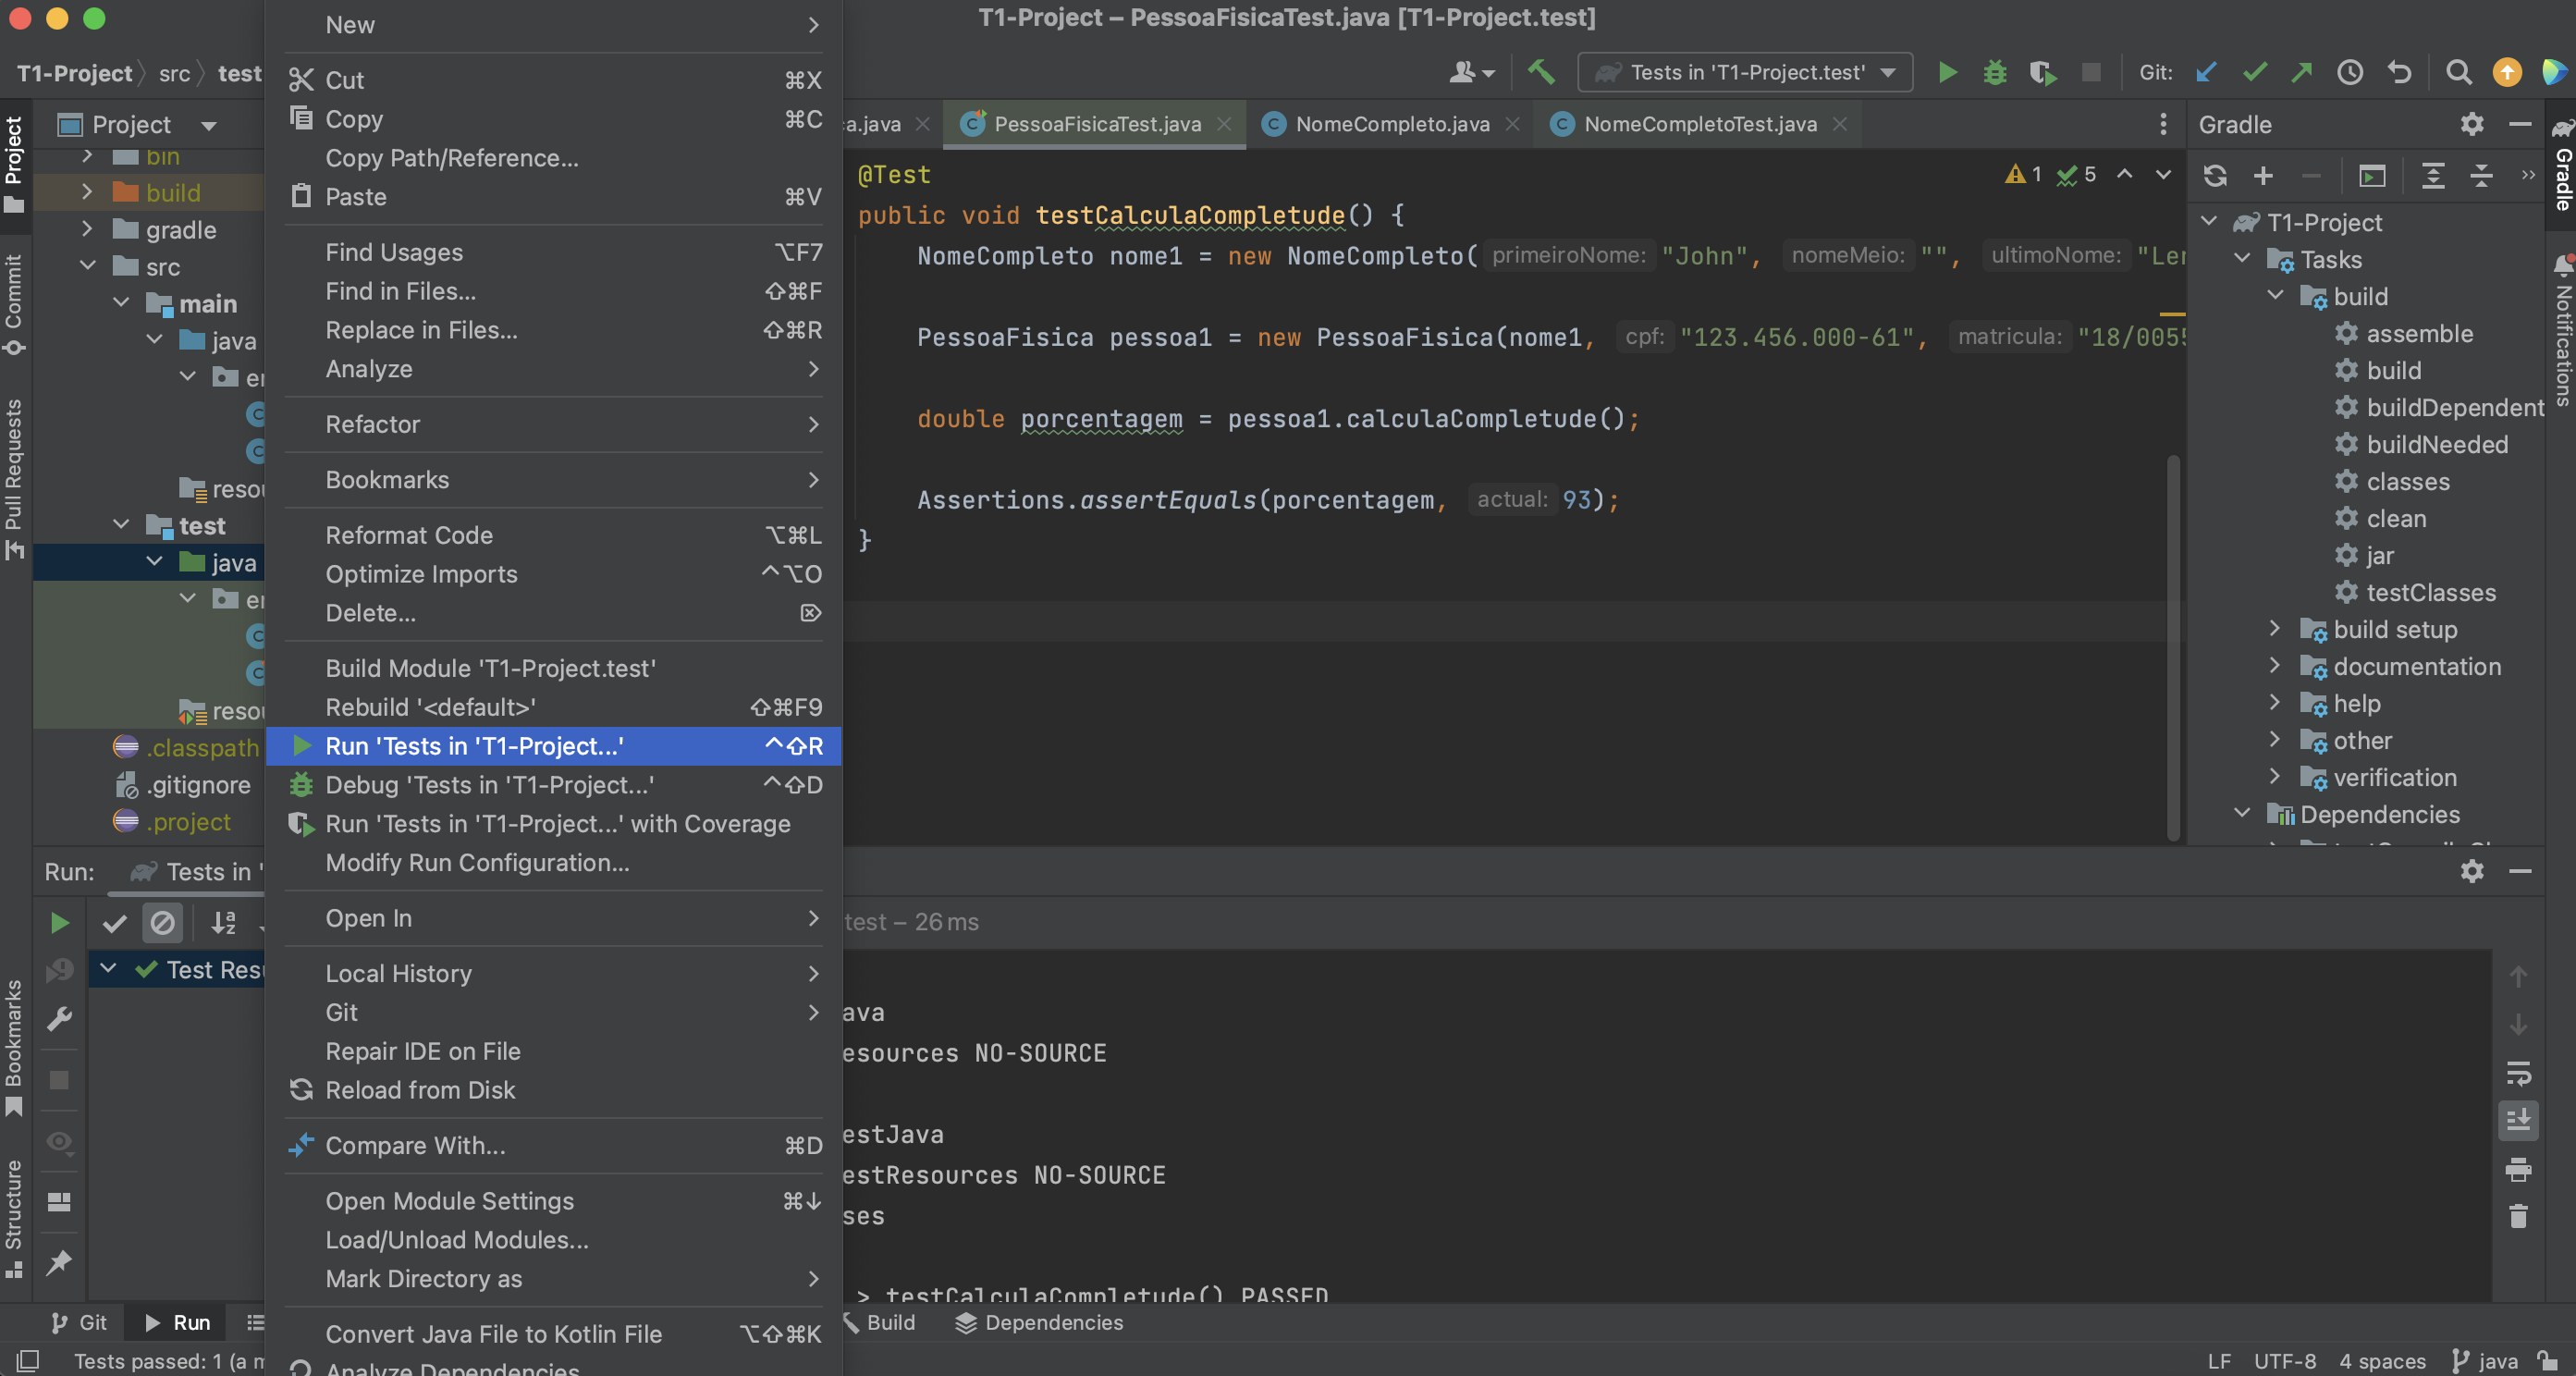 T1-Project – PessoaFisicaTest.java [T1-Project.test]
T1-Project src test
Tests in 'T1-Project.test'
Git:
Project
Commit
Pull Requests
Bookmarks
Structure
Project
bin
build
gradle
src
main
java
test
java
.classpath
.gitignore
.project
New
Cut ⌘X
Copy ⌘C
Copy Path/Reference...
Paste ⌘V
Find Usages ⌥F7
Find in Files... ⇧⌘F
Replace in Files... ⇧⌘R
Analyze
Refactor
Bookmarks
Reformat Code ⌥⌘L
Optimize Imports ⌃⌥O
Delete... ⌦
Build Module 'T1-Project.test'
Rebuild '<default>' ⇧⌘F9
Run 'Tests in 'T1-Project...' ⌃⇧R
Debug 'Tests in 'T1-Project...' ⌃⇧D
Run 'Tests in 'T1-Project...' with Coverage
Modify Run Configuration...
Open In
Local History
Git
Repair IDE on File
Reload from Disk
Compare With... ⌘D
Open Module Settings ⌘↓
Load/Unload Modules...
Mark Directory as
Convert Java File to Kotlin File ⌥⇧⌘K
Analyze Dependencies
a.java PessoaFisicaTest.java NomeCompleto.java NomeCompletoTest.java
1 5
@Test
public void testCalculaCompletude() {
NomeCompleto nome1 = new NomeCompleto( primeiroNome: "John", nomeMeio: "", ultimoNome: "Len
PessoaFisica pessoa1 = new PessoaFisica(nome1, cpf: "123.456.000-61", matricula: "18/0055
double porcentagem = pessoa1.calculaCompletude();
Assertions.assertEquals(porcentagem, actual: 93);
}
Gradle
T1-Project
Tasks
build
assemble
build
buildDependent
buildNeeded
classes
clean
jar
testClasses
build setup
documentation
help
other
verification
Dependencies
Gradle
Notifications
Run: Tests in '
test – 26 ms
Test Resu
ava
esources NO-SOURCE
estJava
estResources NO-SOURCE
ses
> testCalculaCompletude() PASSED
Git Run Build Dependencies
Tests passed: 1 (a m
LF UTF-8 4 spaces java